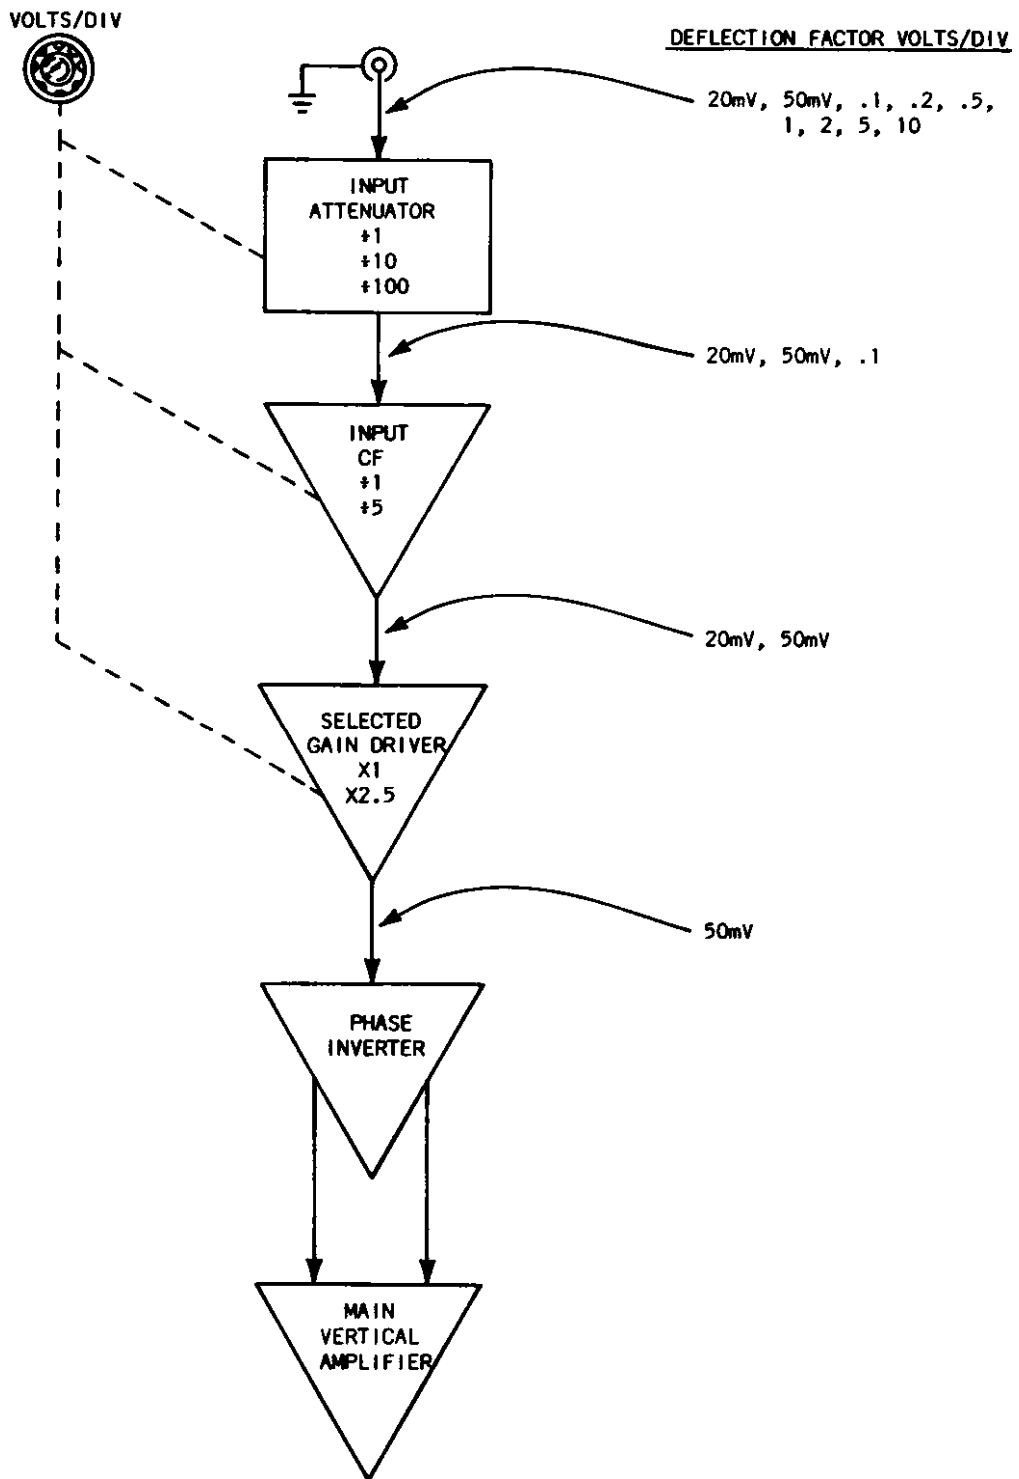 VOLTS/DIV
DEFLECTION FACTOR VOLTS/DIV
20mV, 50mV, .1, .2, .5,
1, 2, 5, 10
INPUT
ATTENUATOR
÷1
÷10
÷100
20mV, 50mV, .1
INPUT
CF
÷1
÷5
20mV, 50mV
SELECTED
GAIN DRIVER
X1
X2.5
50mV
PHASE
INVERTER
MAIN
VERTICAL
AMPLIFIER